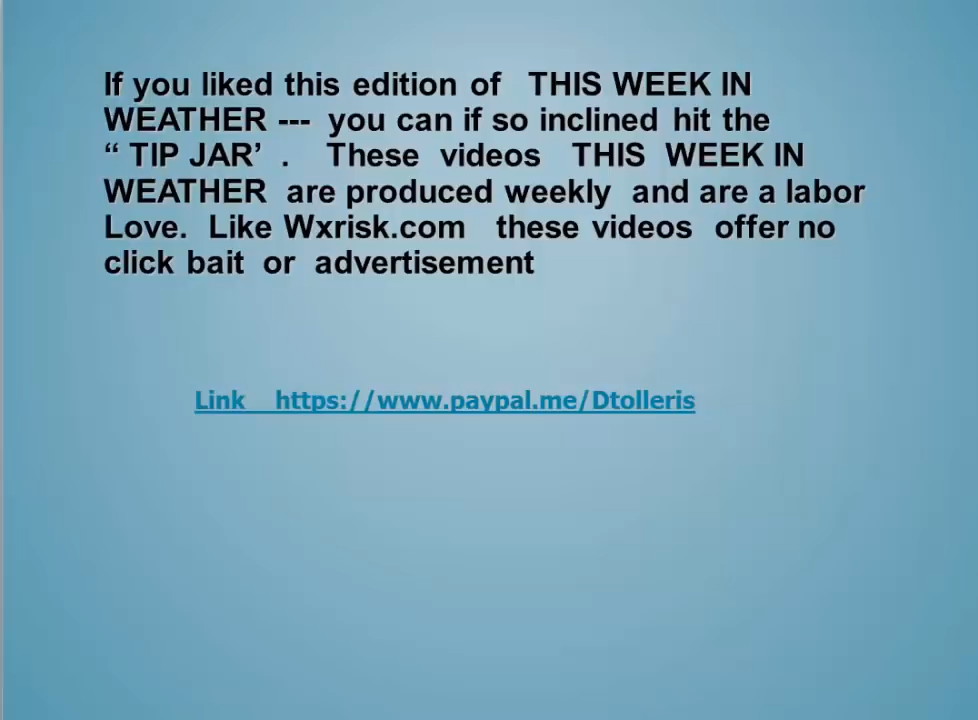 If you liked this edition of THIS WEEK IN
WEATHER --- you can if so inclined hit the
“ TIP JAR’ . These videos THIS WEEK IN
WEATHER are produced weekly and are a labor
Love. Like Wxrisk.com these videos offer no
click bait or advertisement
Link https://www.paypal.me/Dtolleris